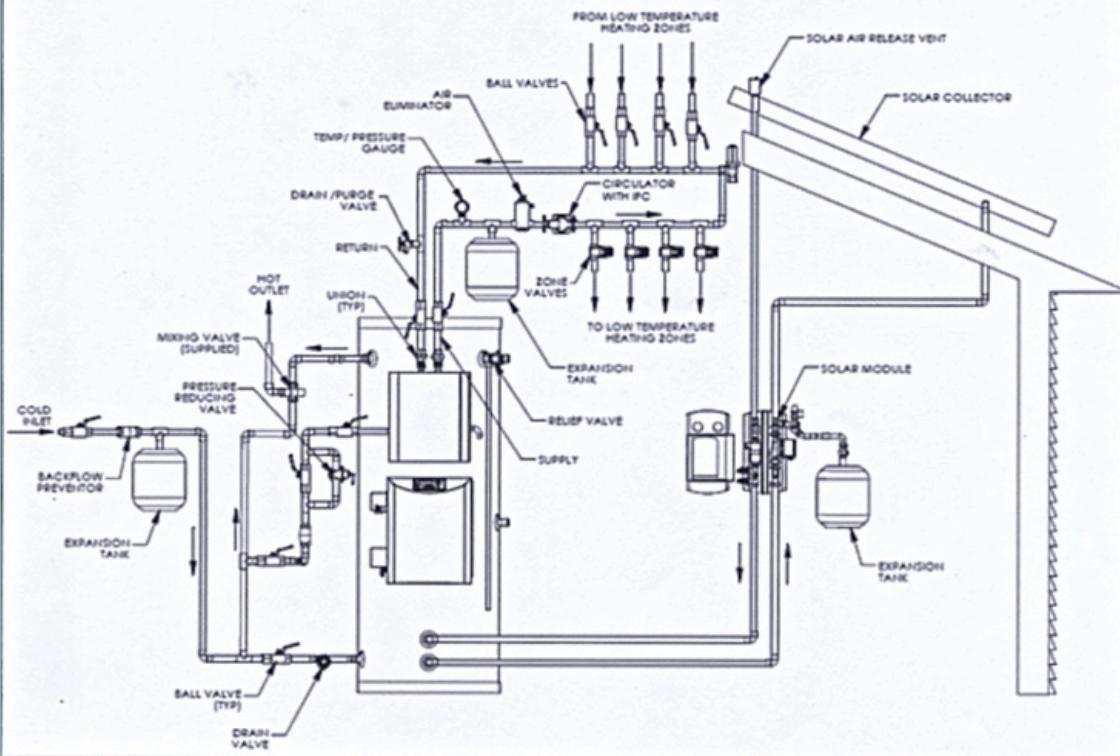 FROM LOW TEMPERATURE
HEATING ZONES
SOLAR AIR RELEASE VENT
BALL VALVES
SOLAR COLLECTOR
AIR
ELIMINATOR
TEMP/ PRESSURE
GAUGE
CIRCULATOR
WITH IFC
DRAIN /PURGE
VALVE
RETURN
ZONE
VALVES
HOT
OUTLET
UNION
(TYP)
TO LOW TEMPERATURE
HEATING ZONES
MIXING VALVE
(SUPPLIED)
EXPANSION
TANK
SOLAR MODULE
PRESSURE
REDUCING
VALVE
COLD
INLET
RELIEF VALVE
SUPPLY
BACKFLOW
PREVENTOR
EXPANSION
TANK
EXPANSION
TANK
BALL VALVE
(TYP)
DRAIN
VALVE